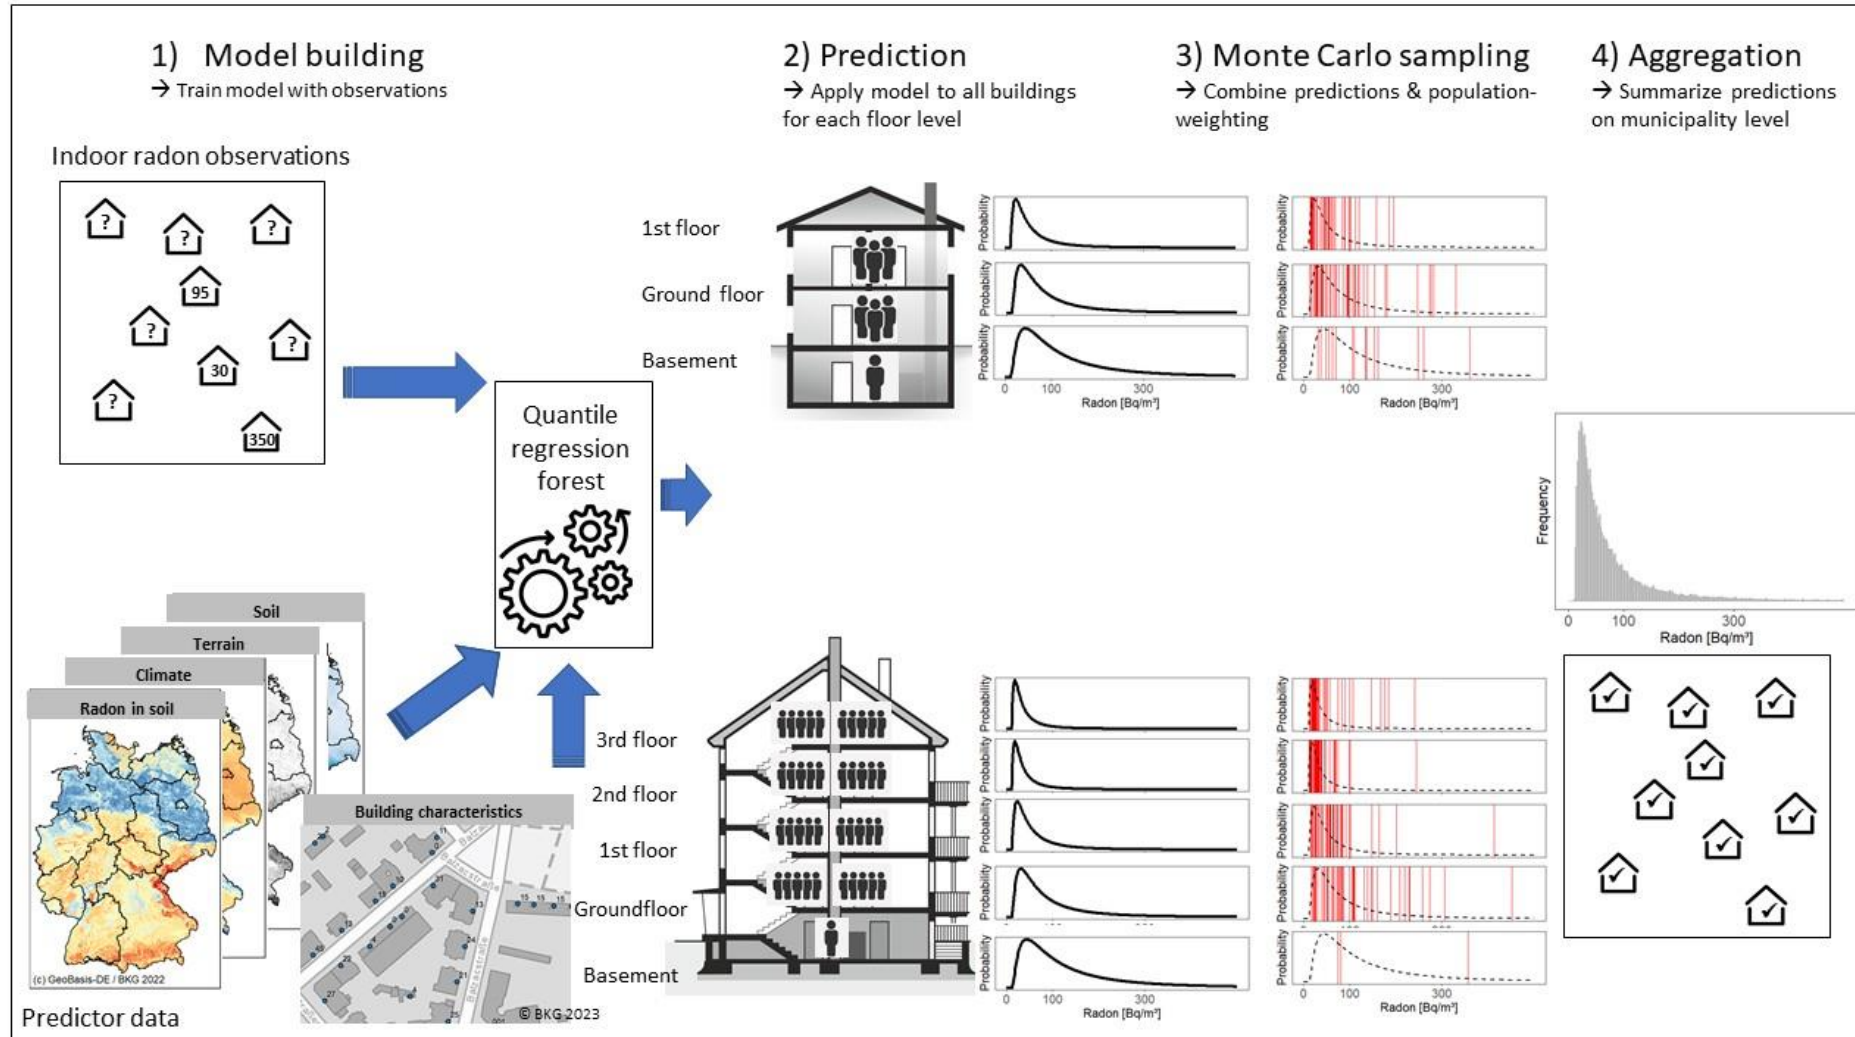 1) Model building
→ Train model with observations
2) Prediction
→ Apply model to all buildings
for each floor level
3) Monte Carlo sampling
→ Combine predictions & population-
weighting
4) Aggregation
→ Summarize predictions
on municipality level
Indoor radon observations
?
?
?
95
?
?
30
?
350
Quantile
regression
forest
Soil
Terrain
Climate
Radon in soil
(c) GeoBasis-DE / BKG 2022
Predictor data
Building characteristics
Balzacstraße
Balzacstraße
© BKG 2023
1st floor
Ground floor
Basement
Probability
Probability
Probability
0 100 300
Radon [Bq/m³]
Probability
Probability
Probability
0 100 300
Radon [Bq/m³]
3rd floor
2nd floor
1st floor
Groundfloor
Basement
Probability
Probability
Probability
Probability
Probability
0 100 300
Radon [Bq/m³]
Probability
Probability
Probability
Probability
Probability
0 100 300
Radon [Bq/m³]
Frequency
0 100 300
Radon [Bq/m³]